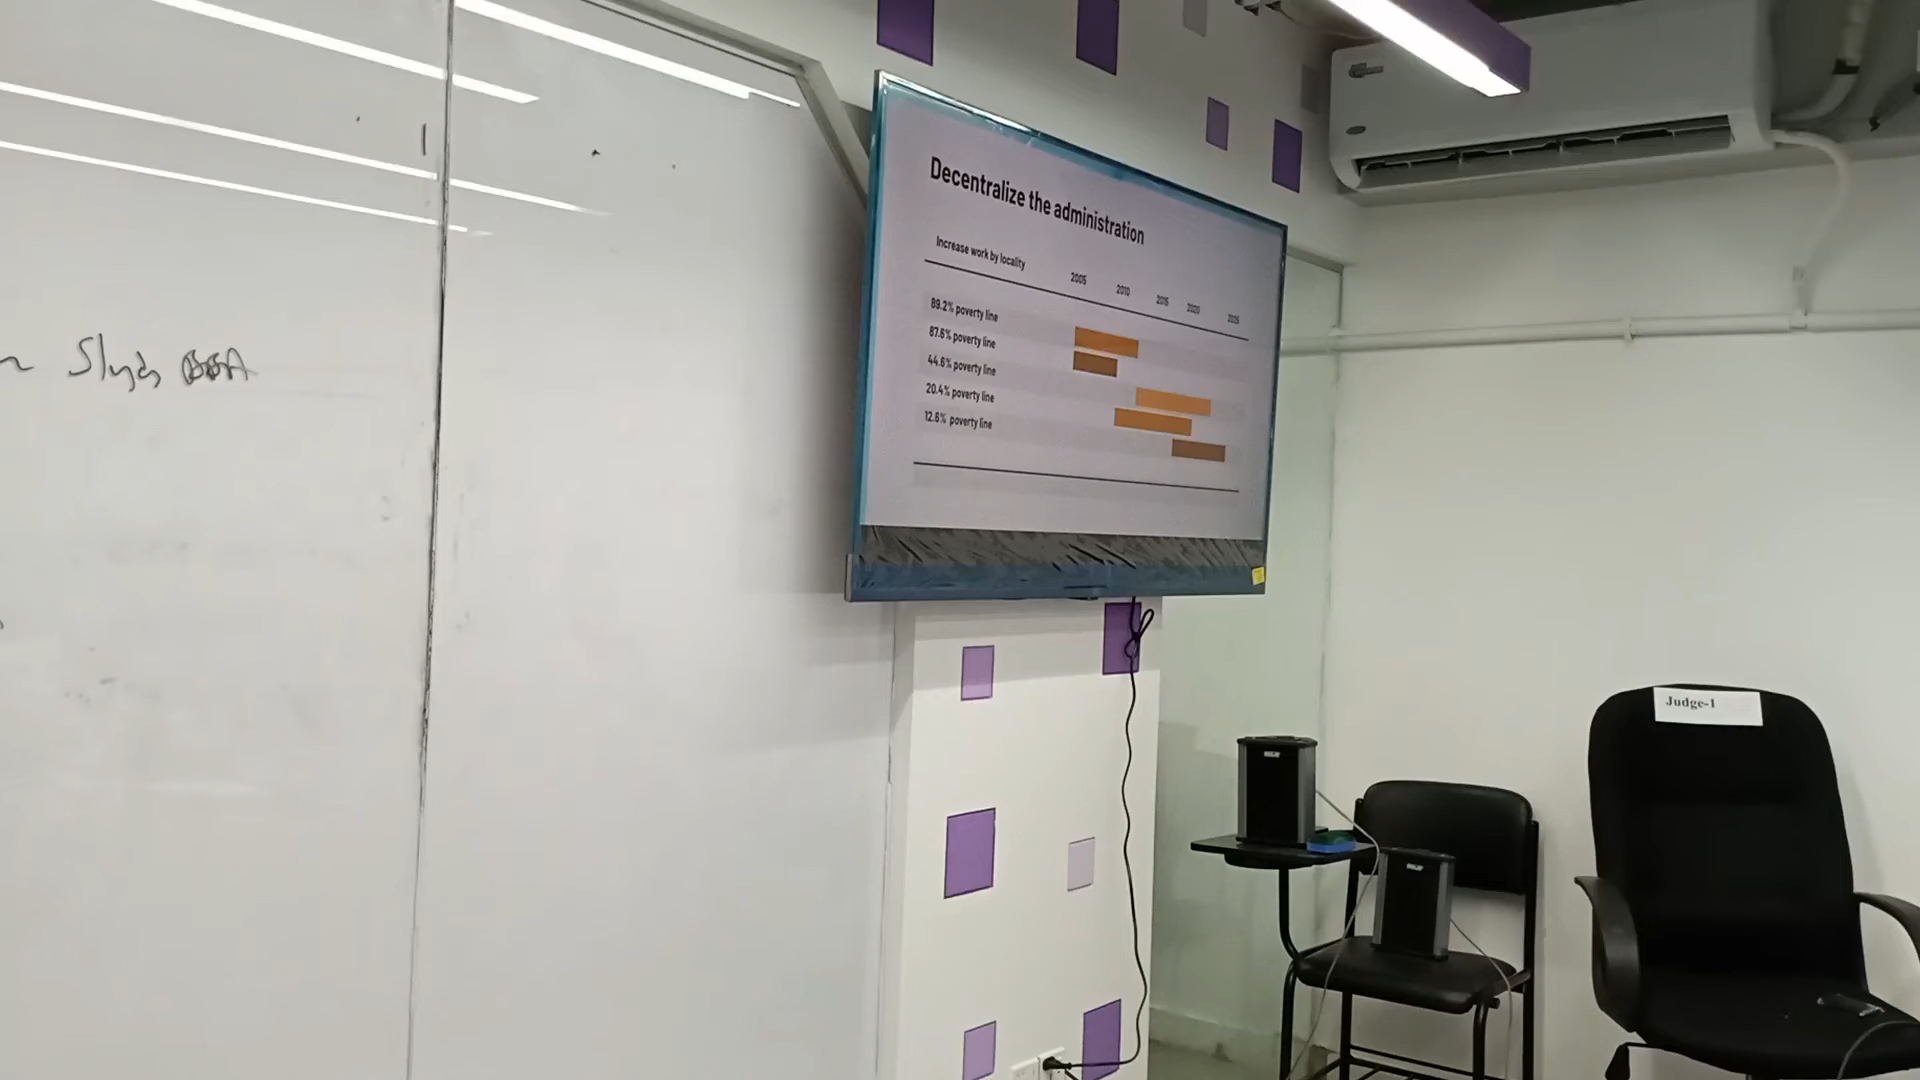 Decentralize the administration
Increase work by locality
2005 2010 2015 2020 2025
89.2% poverty line
87.6% poverty line
44.6% poverty line
20.4% poverty line
12.6% poverty line
Judge-1